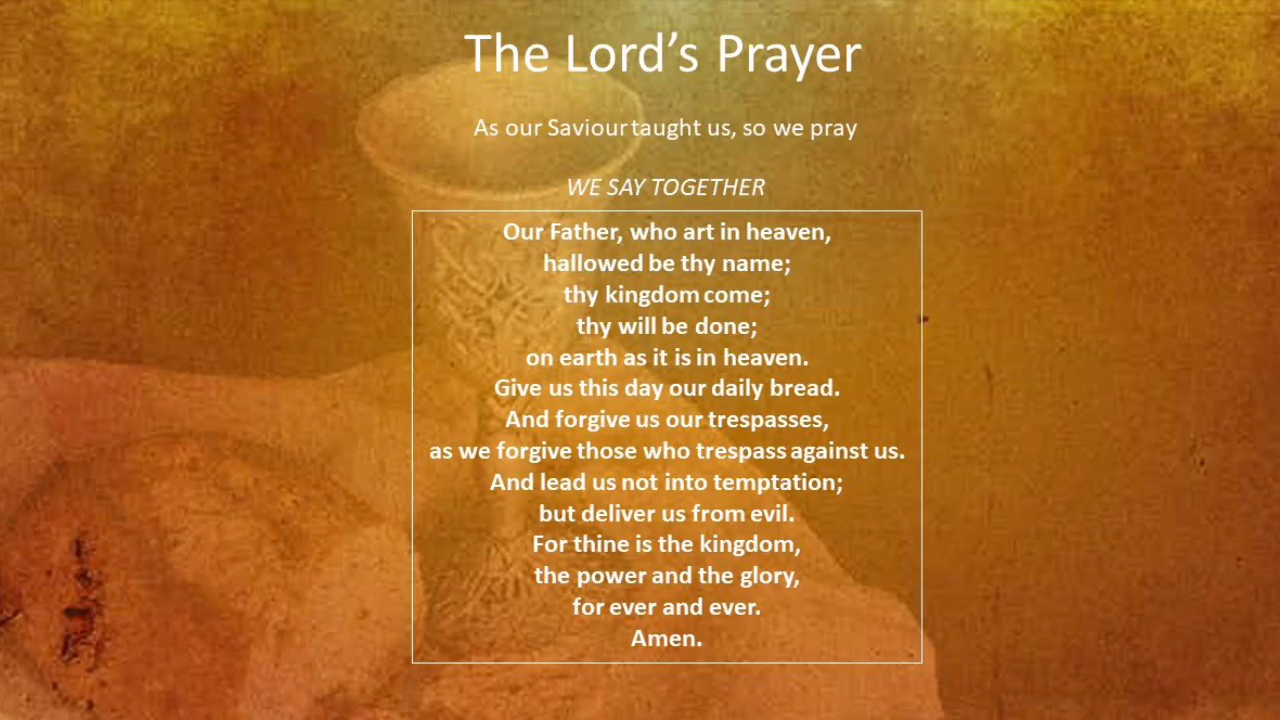 The Lord’s Prayer
As our Saviour taught us, so we pray
WE SAY TOGETHER
Our Father, who art in heaven,
hallowed be thy name;
thy kingdom come;
thy will be done;
on earth as it is in heaven.
Give us this day our daily bread.
And forgive us our trespasses,
as we forgive those who trespass against us.
And lead us not into temptation;
but deliver us from evil.
For thine is the kingdom,
the power and the glory,
for ever and ever.
Amen.